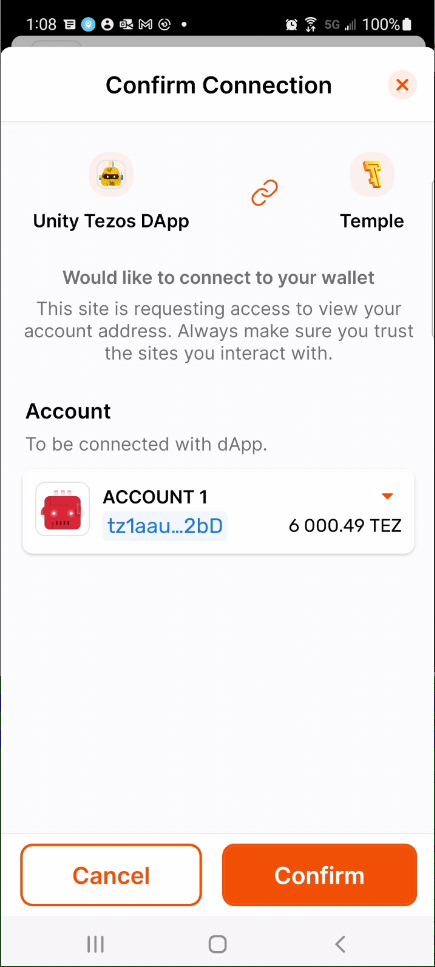 1:08 5G 100%
Confirm Connection
Unity Tezos DApp Temple
Would like to connect to your wallet
This site is requesting access to view your
account address. Always make sure you trust
the sites you interact with.
Account
To be connected with dApp.
ACCOUNT 1
tz1aau...2bD 6 000.49 TEZ
Cancel Confirm